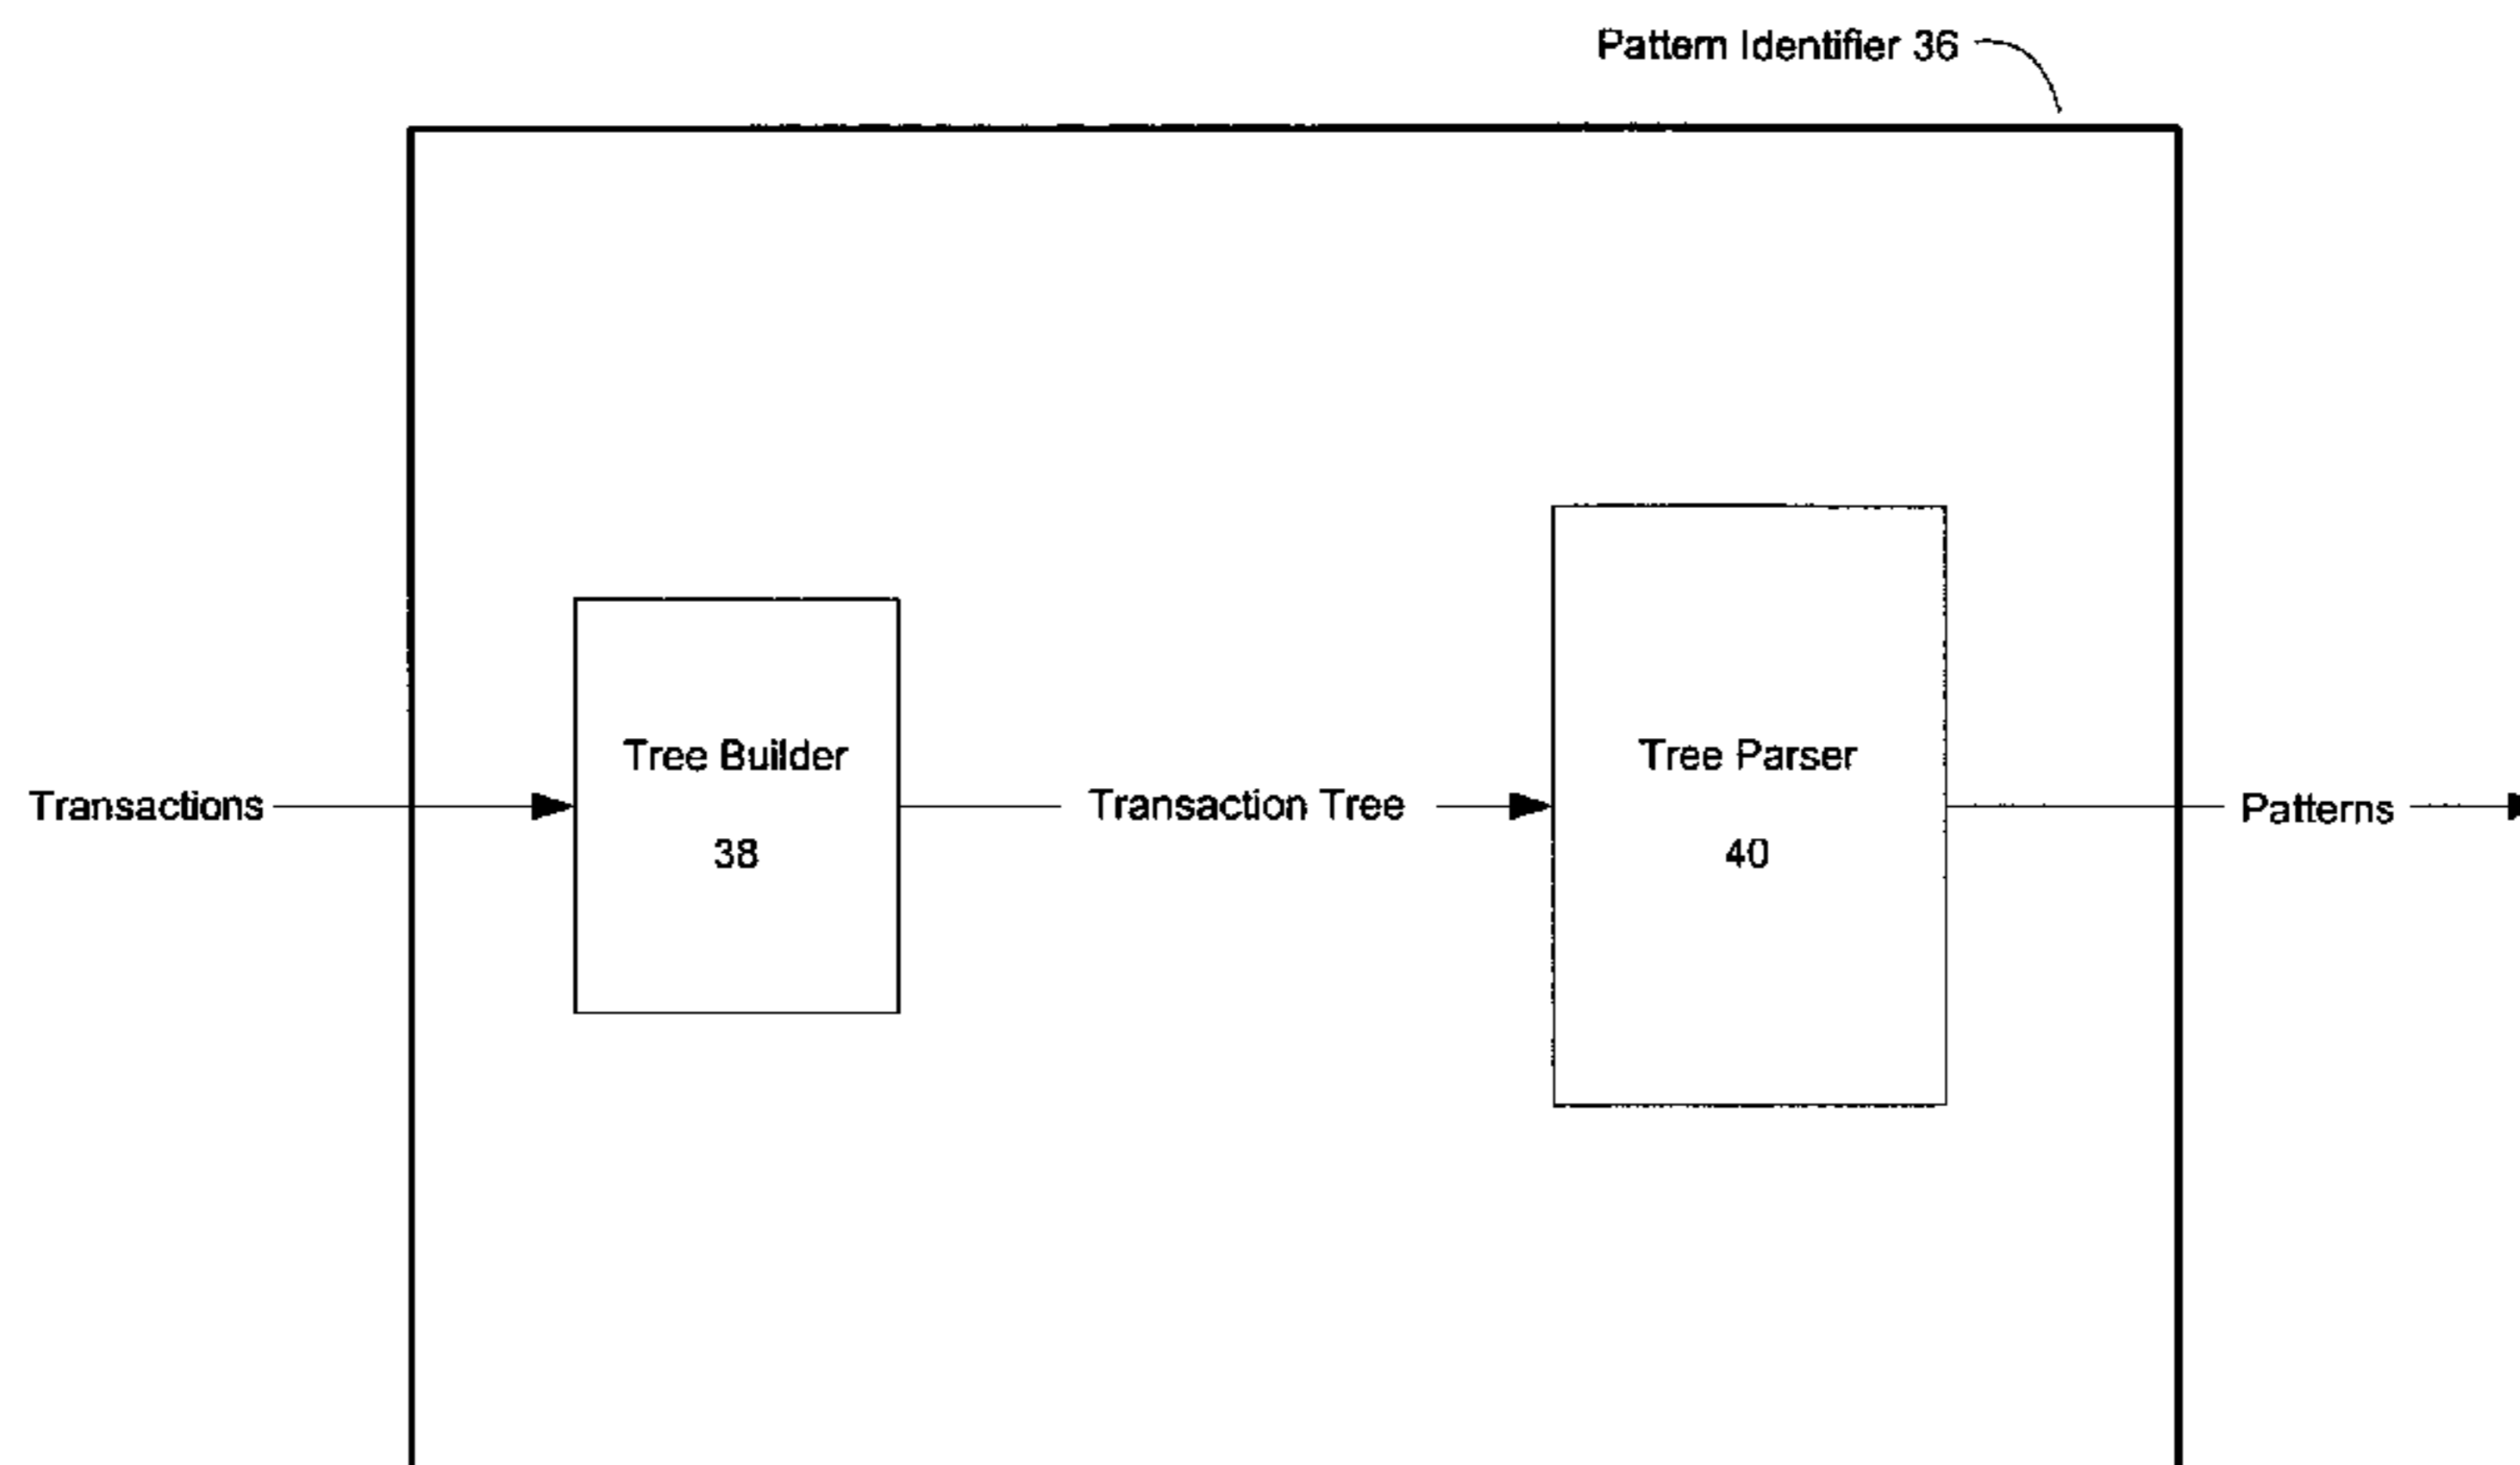 Pattern Identifier 36
Tree Builder
38
Tree Parser
40
Transactions
Transaction Tree
Patterns